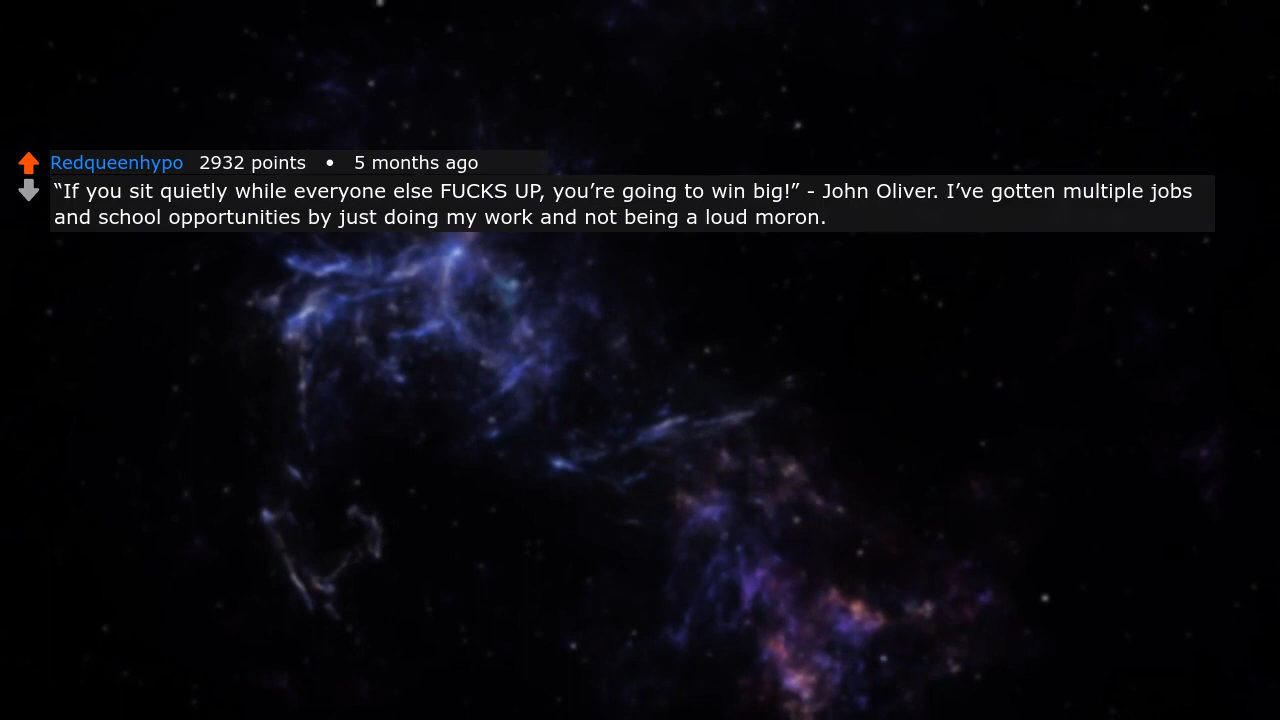 Redqueenhypo 2932 points • 5 months ago
“If you sit quietly while everyone else FUCKS UP, you’re going to win big!” - John Oliver. I’ve gotten multiple jobs
and school opportunities by just doing my work and not being a loud moron.